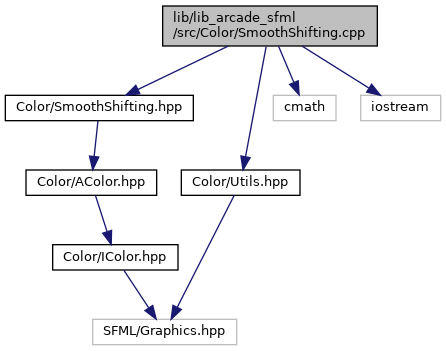 lib/lib_arcade_sfml
/src/Color/SmoothShifting.cpp
Color/SmoothShifting.hpp
cmath
iostream
Color/AColor.hpp
Color/Utils.hpp
Color/IColor.hpp
SFML/Graphics.hpp